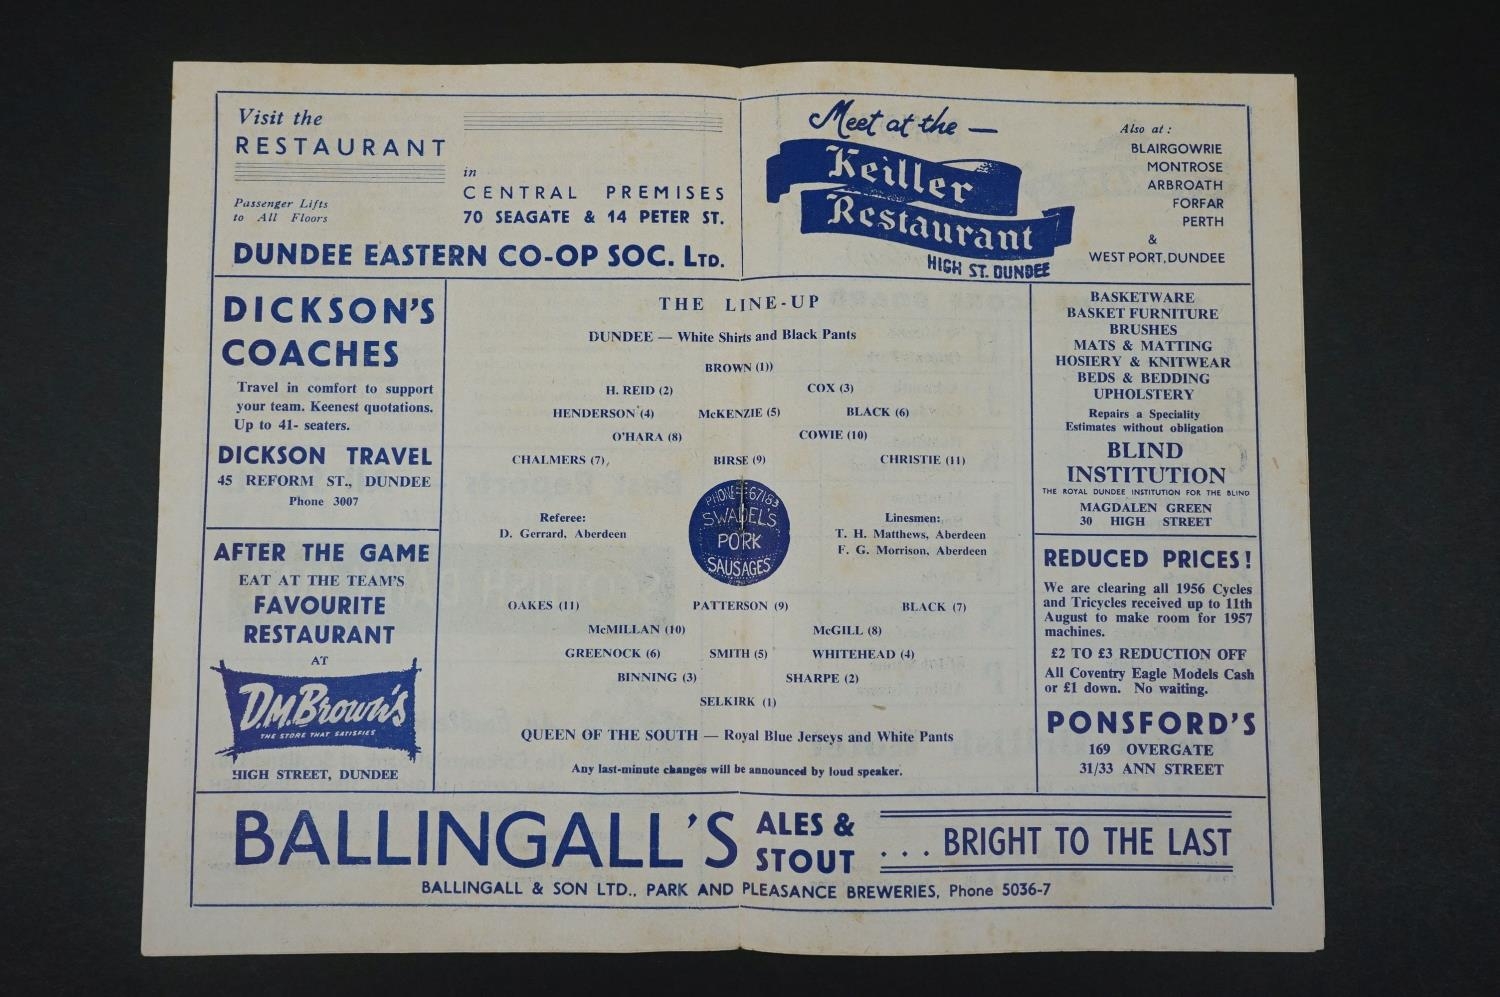 Visit the
RESTAURANT
Passenger Lifts
to All Floors
in
CENTRAL PREMISES
70 SEAGATE & 14 PETER ST.
DUNDEE EASTERN CO-OP SOC. LTD.
Meet at the —
Keiller
Restaurant
HIGH ST. DUNDEE
Also at :
BLAIRGOWRIE
MONTROSE
ARBROATH
FORFAR
PERTH
&
WEST PORT, DUNDEE
DICKSON'S
COACHES
Travel in comfort to support
your team. Keenest quotations.
Up to 41- seaters.
DICKSON TRAVEL
45 REFORM ST., DUNDEE
Phone 3007
AFTER THE GAME
EAT AT THE TEAM'S
FAVOURITE
RESTAURANT
AT
D.M. Brown's
THE STORE THAT SATISFIES
HIGH STREET, DUNDEE
THE LINE-UP
DUNDEE — White Shirts and Black Pants
BROWN (1))
H. REID (2) COX (3)
HENDERSON (4) McKENZIE (5) BLACK (6)
O'HARA (8) COWIE (10)
CHALMERS (7), BIRSE (9) CHRISTIE (11)
Referee:
D. Gerrard, Aberdeen
PHONE 67183
SWADEL'S
PORK
SAUSAGES
Linesmen:
T. H. Matthews, Aberdeen
F. G. Morrison, Aberdeen
OAKES (11) PATTERSON (9) BLACK (7)
McMILLAN (10) McGILL (8)
GREENOCK (6) SMITH (5) WHITEHEAD (4)
BINNING (3) SHARPE (2)
SELKIRK (1)
QUEEN OF THE SOUTH — Royal Blue Jerseys and White Pants
Any last-minute changes will be announced by loud speaker.
BASKETWARE
BASKET FURNITURE
BRUSHES
MATS & MATTING
HOSIERY & KNITWEAR
BEDS & BEDDING
UPHOLSTERY
Repairs a Speciality
Estimates without obligation
BLIND
INSTITUTION
THE ROYAL DUNDEE INSTITUTION FOR THE BLIND
MAGDALEN GREEN
30 HIGH STREET
REDUCED PRICES!
We are clearing all 1956 Cycles
and Tricycles received up to 11th
August to make room for 1957
machines.
£2 TO £3 REDUCTION OFF
All Coventry Eagle Models Cash
or £1 down. No waiting.
PONSFORD'S
169 OVERGATE
31/33 ANN STREET
BALLINGALL'S
ALES &
STOUT
. . . BRIGHT TO THE LAST
BALLINGALL & SON LTD., PARK AND PLEASANCE BREWERIES, Phone 5036-7